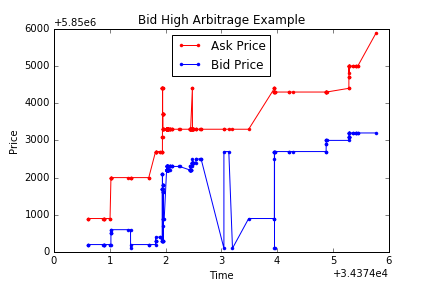 Bid High Arbitrage Example
+5.85e6
6000
5000
4000
3000
2000
1000
0
Price
Ask Price
Bid Price
0 1 2 3 4 5 6
Time
+3.4374e4